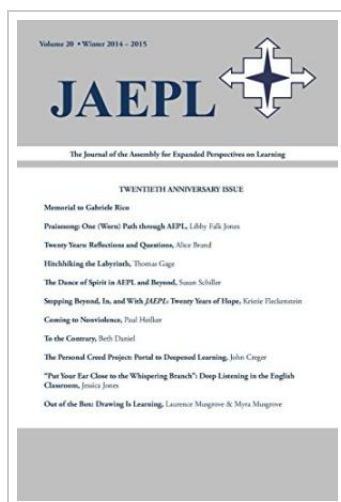 Volume 20 • Winter 2014 – 2015
JAEPL
The Journal of the Assembly for Expanded Perspectives on Learning
TWENTIETH ANNIVERSARY ISSUE
Memorial to Gabriele Rico
Praisesong: One (Worn) Path through AEPL, Libby Falk Jones
Twenty Years: Reflections and Questions, Alice Brand
Hitchhiking the Labyrinth, Thomas Gage
The Dance of Spirit in AEPL and Beyond, Susan Schiller
Stopping Beyond, In, and With JAEPL: Twenty Years of Hope, Kristie Fleckenstein
Coming to Nonviolence, Paul Heilker
To the Contrary, Beth Daniel
The Personal Creed Project: Portal to Deepened Learning, John Creger
“Put Your Ear Close to the Whispering Branch”: Deep Listening in the English
Classroom, Jessica Jones
Out of the Box: Drawing Is Learning, Laurence Musgrove & Myra Musgrove